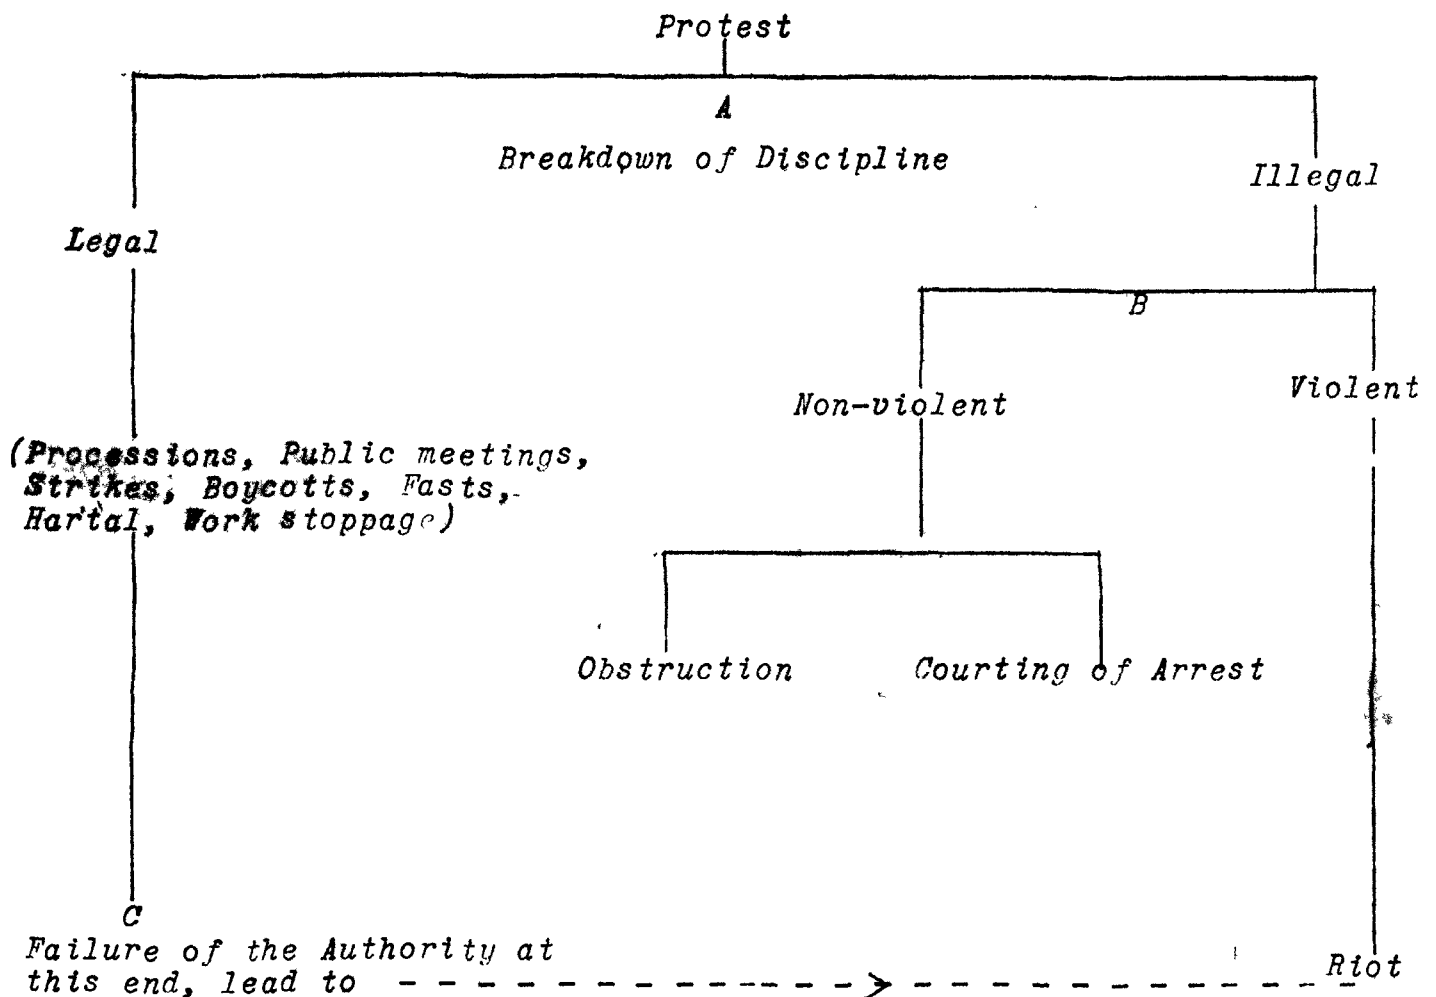 Protest
A
Breakdown of Discipline
Illegal
Legal
B
Violent
Non-violent
(Processions, Public meetings,
Strikes, Boycotts, Fasts,
Hartal, Work stoppage)
Obstruction
Courting of Arrest
C
Failure of the Authority at
this end, lead to
Riot